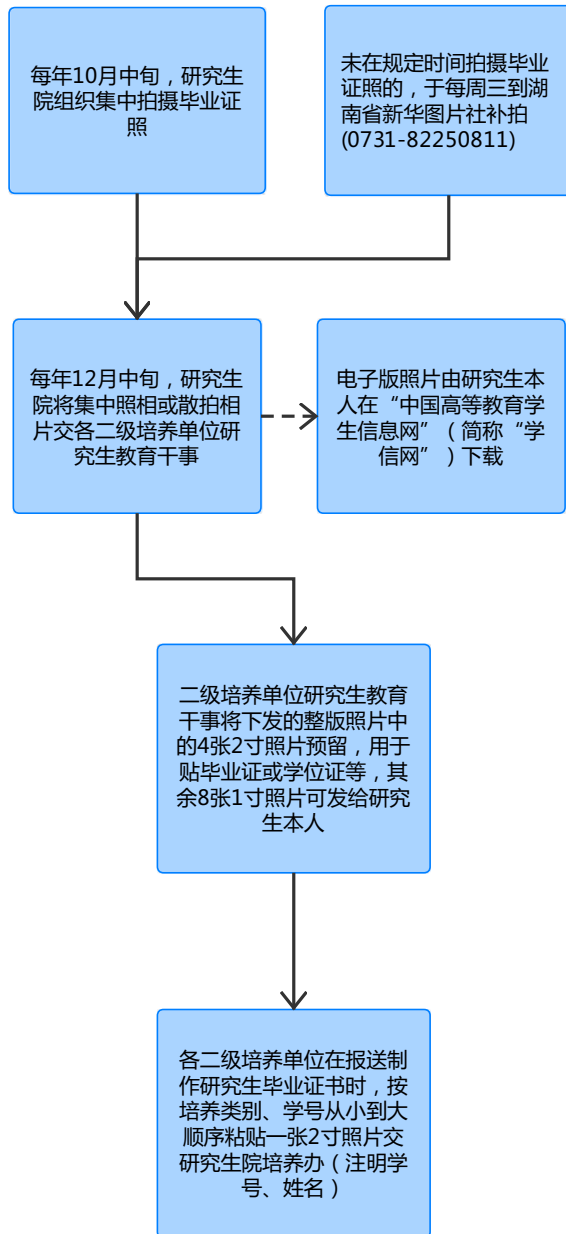 每年10月中旬，研究生
院组织集中拍摄毕业证
照
未在规定时间拍摄毕业
证照的，于每周三到湖
南省新华图片社补拍
(0731-82250811)
每年12月中旬，研究生
院将集中照相或散拍相
片交各二级培养单位研
究生教育干事
电子版照片由研究生本
人在“中国高等教育学
生信息网”（简称“学
信网”）下载
二级培养单位研究生教育
干事将下发的整版照片中
的4张2寸照片预留，用于
贴毕业证或学位证等，其
余8张1寸照片可发给研究
生本人
各二级培养单位在报送制
作研究生毕业证书时，按
培养类别、学号从小到大
顺序粘贴一张2寸照片交
研究生院培养办（注明学
号、姓名）